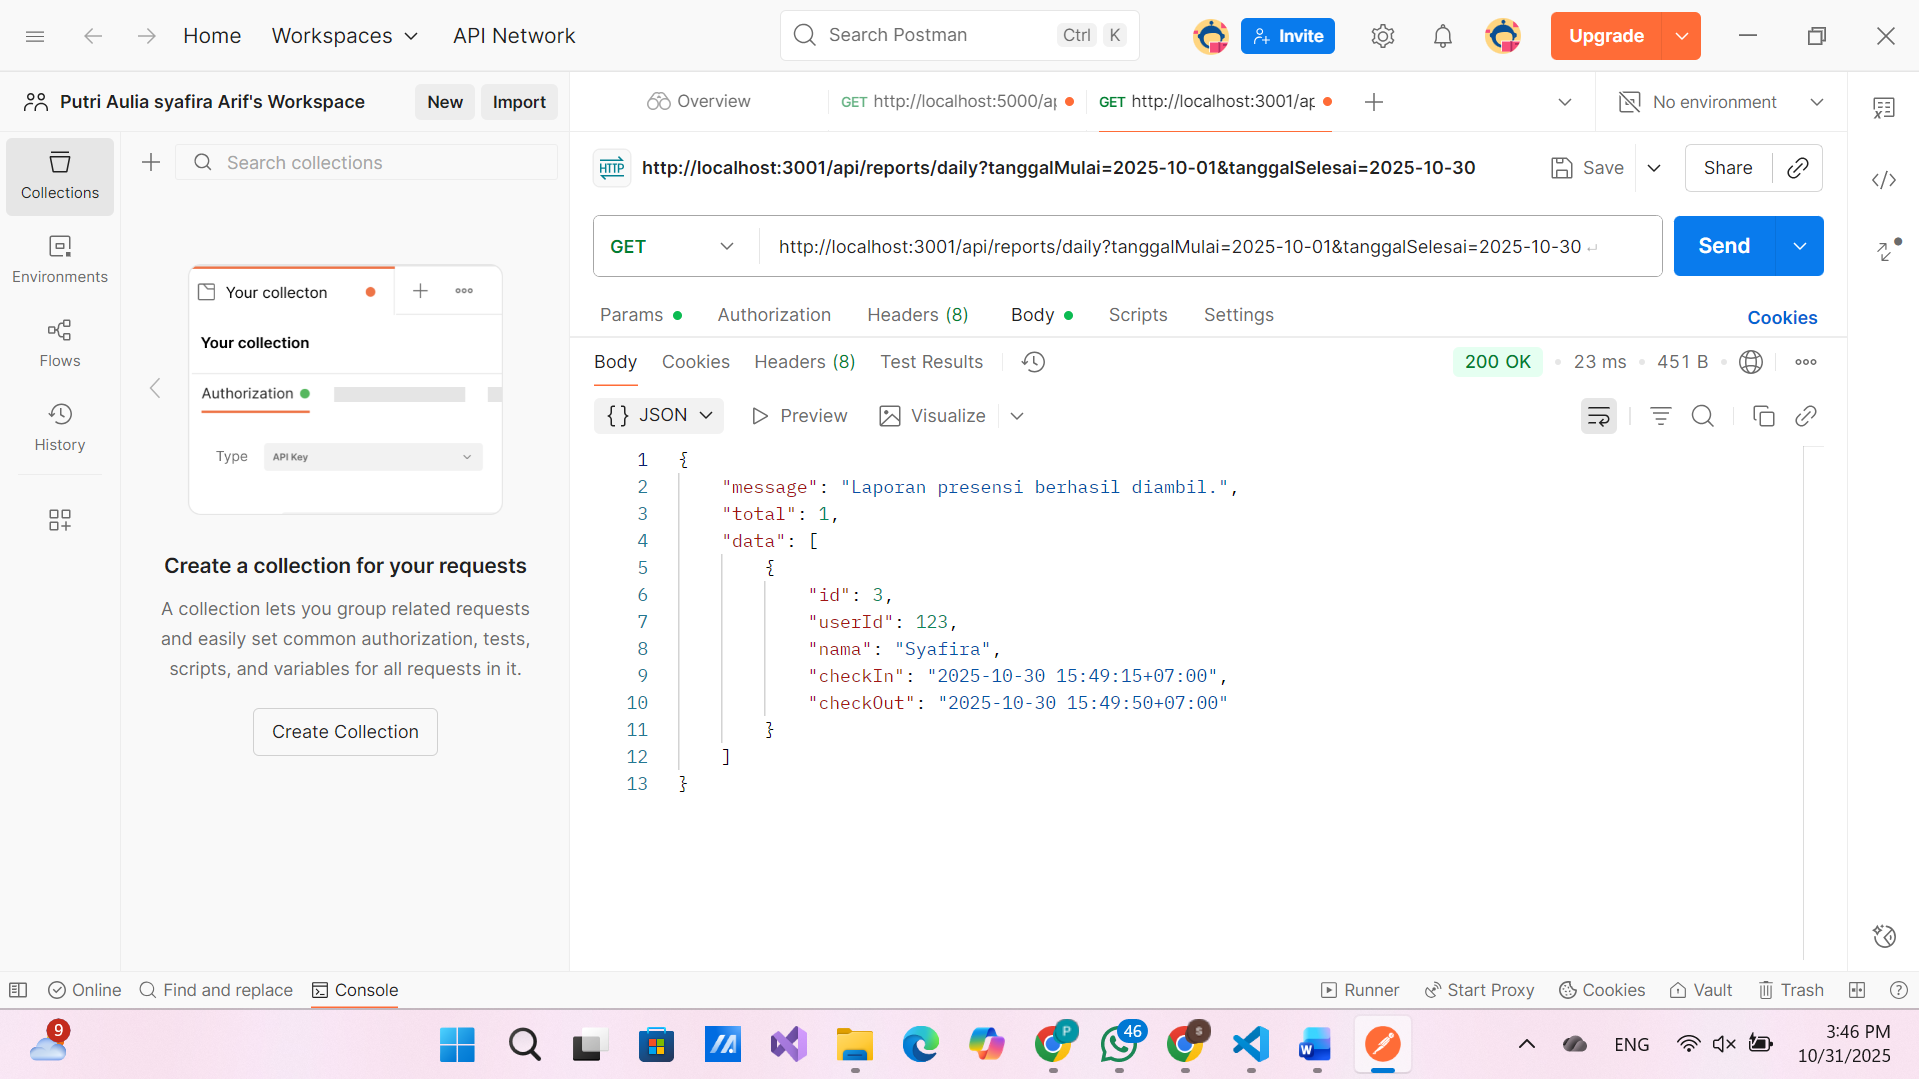 Home
Workspaces
API Network
Search Postman
Ctrl K
Invite
Upgrade
Putri Aulia syafira Arif's Workspace
New
Import
Overview
GET http://localhost:5000/ap
GET http://localhost:3001/ap
No environment
Collections
Environments
Flows
History
Search collections
Your collecton
Your collection
Authorization
Type
API Key
Create a collection for your requests
A collection lets you group related requests
and easily set common authorization, tests,
scripts, and variables for all requests in it.
Create Collection
HTTP
http://localhost:3001/api/reports/daily?tanggalMulai=2025-10-01&tanggalSelesai=2025-10-30
Save
Share
GET
http://localhost:3001/api/reports/daily?tanggalMulai=2025-10-01&tanggalSelesai=2025-10-30
Send
Params
Authorization
Headers (8)
Body
Scripts
Settings
Cookies
Body
Cookies
Headers (8)
Test Results
200 OK
23 ms
451 B
{} JSON
Preview
Visualize
1 {
2 "message": "Laporan presensi berhasil diambil.",
3 "total": 1,
4 "data": [
5 {
6 "id": 3,
7 "userId": 123,
8 "nama": "Syafira",
9 "checkIn": "2025-10-30 15:49:15+07:00",
10 "checkOut": "2025-10-30 15:49:50+07:00"
11 }
12 ]
13 }
Online
Find and replace
Console
Runner
Start Proxy
Cookies
Vault
Trash
9
P
46
S
ENG
3:46 PM
10/31/2025